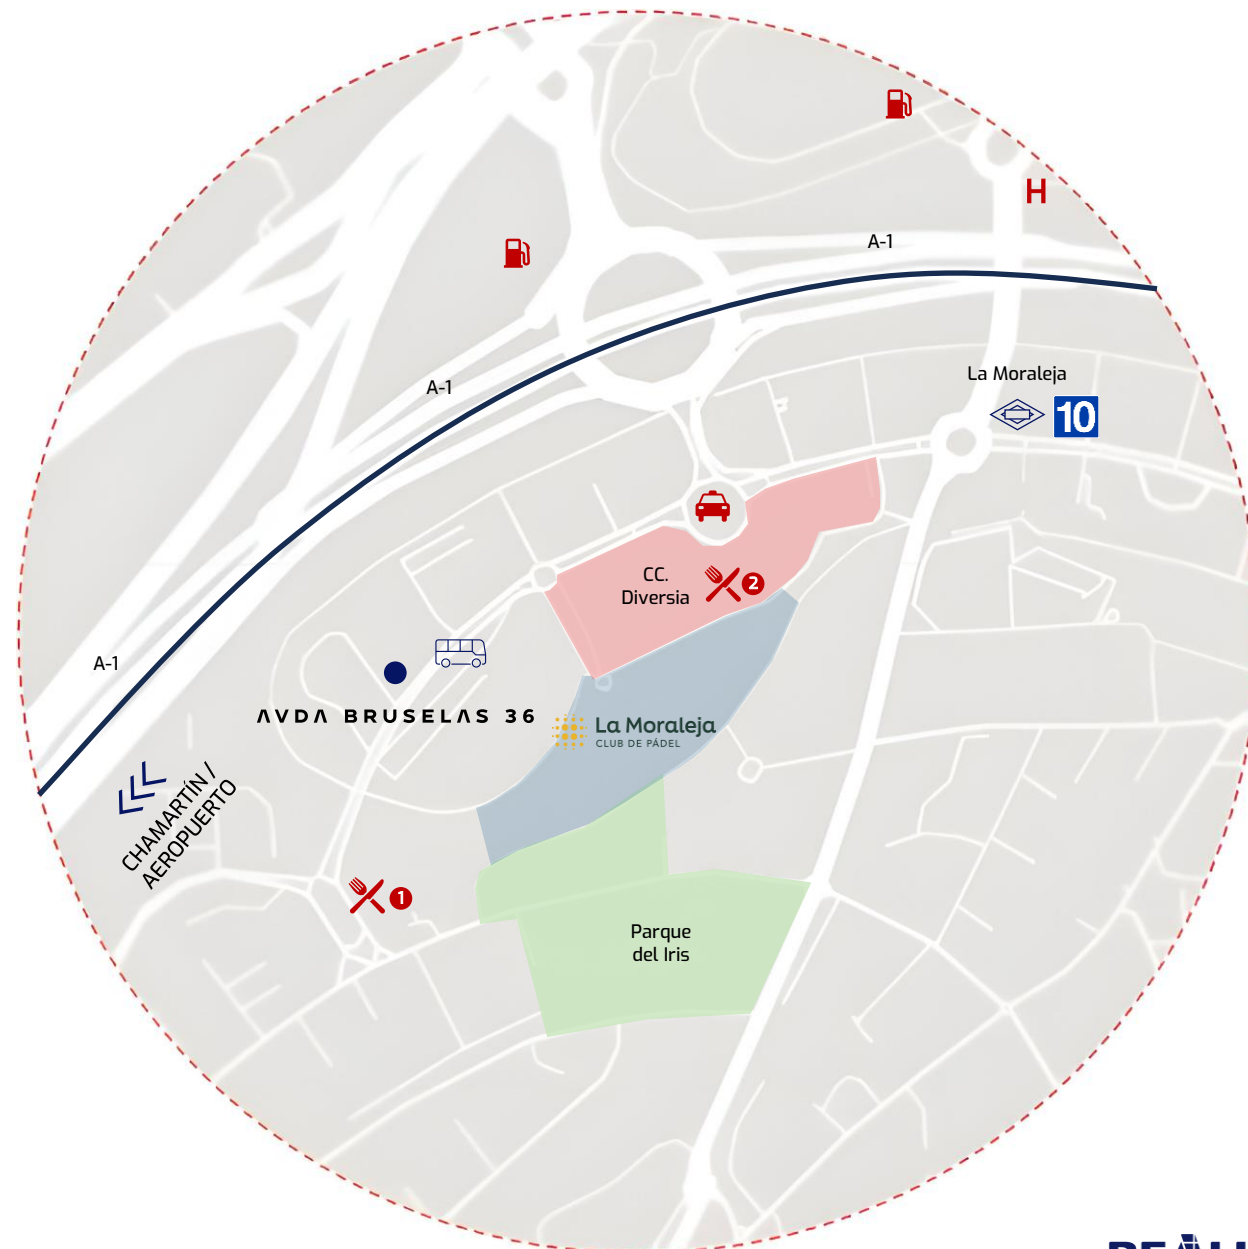 H
A-1
La Moraleja
10
A-1
CC.
Diversia
2
A-1
AVDA BRUSELAS 36
La Moraleja
CLUB DE PÁDEL
CHAMARTÍN /
AEROPUERTO
1
Parque
del Iris